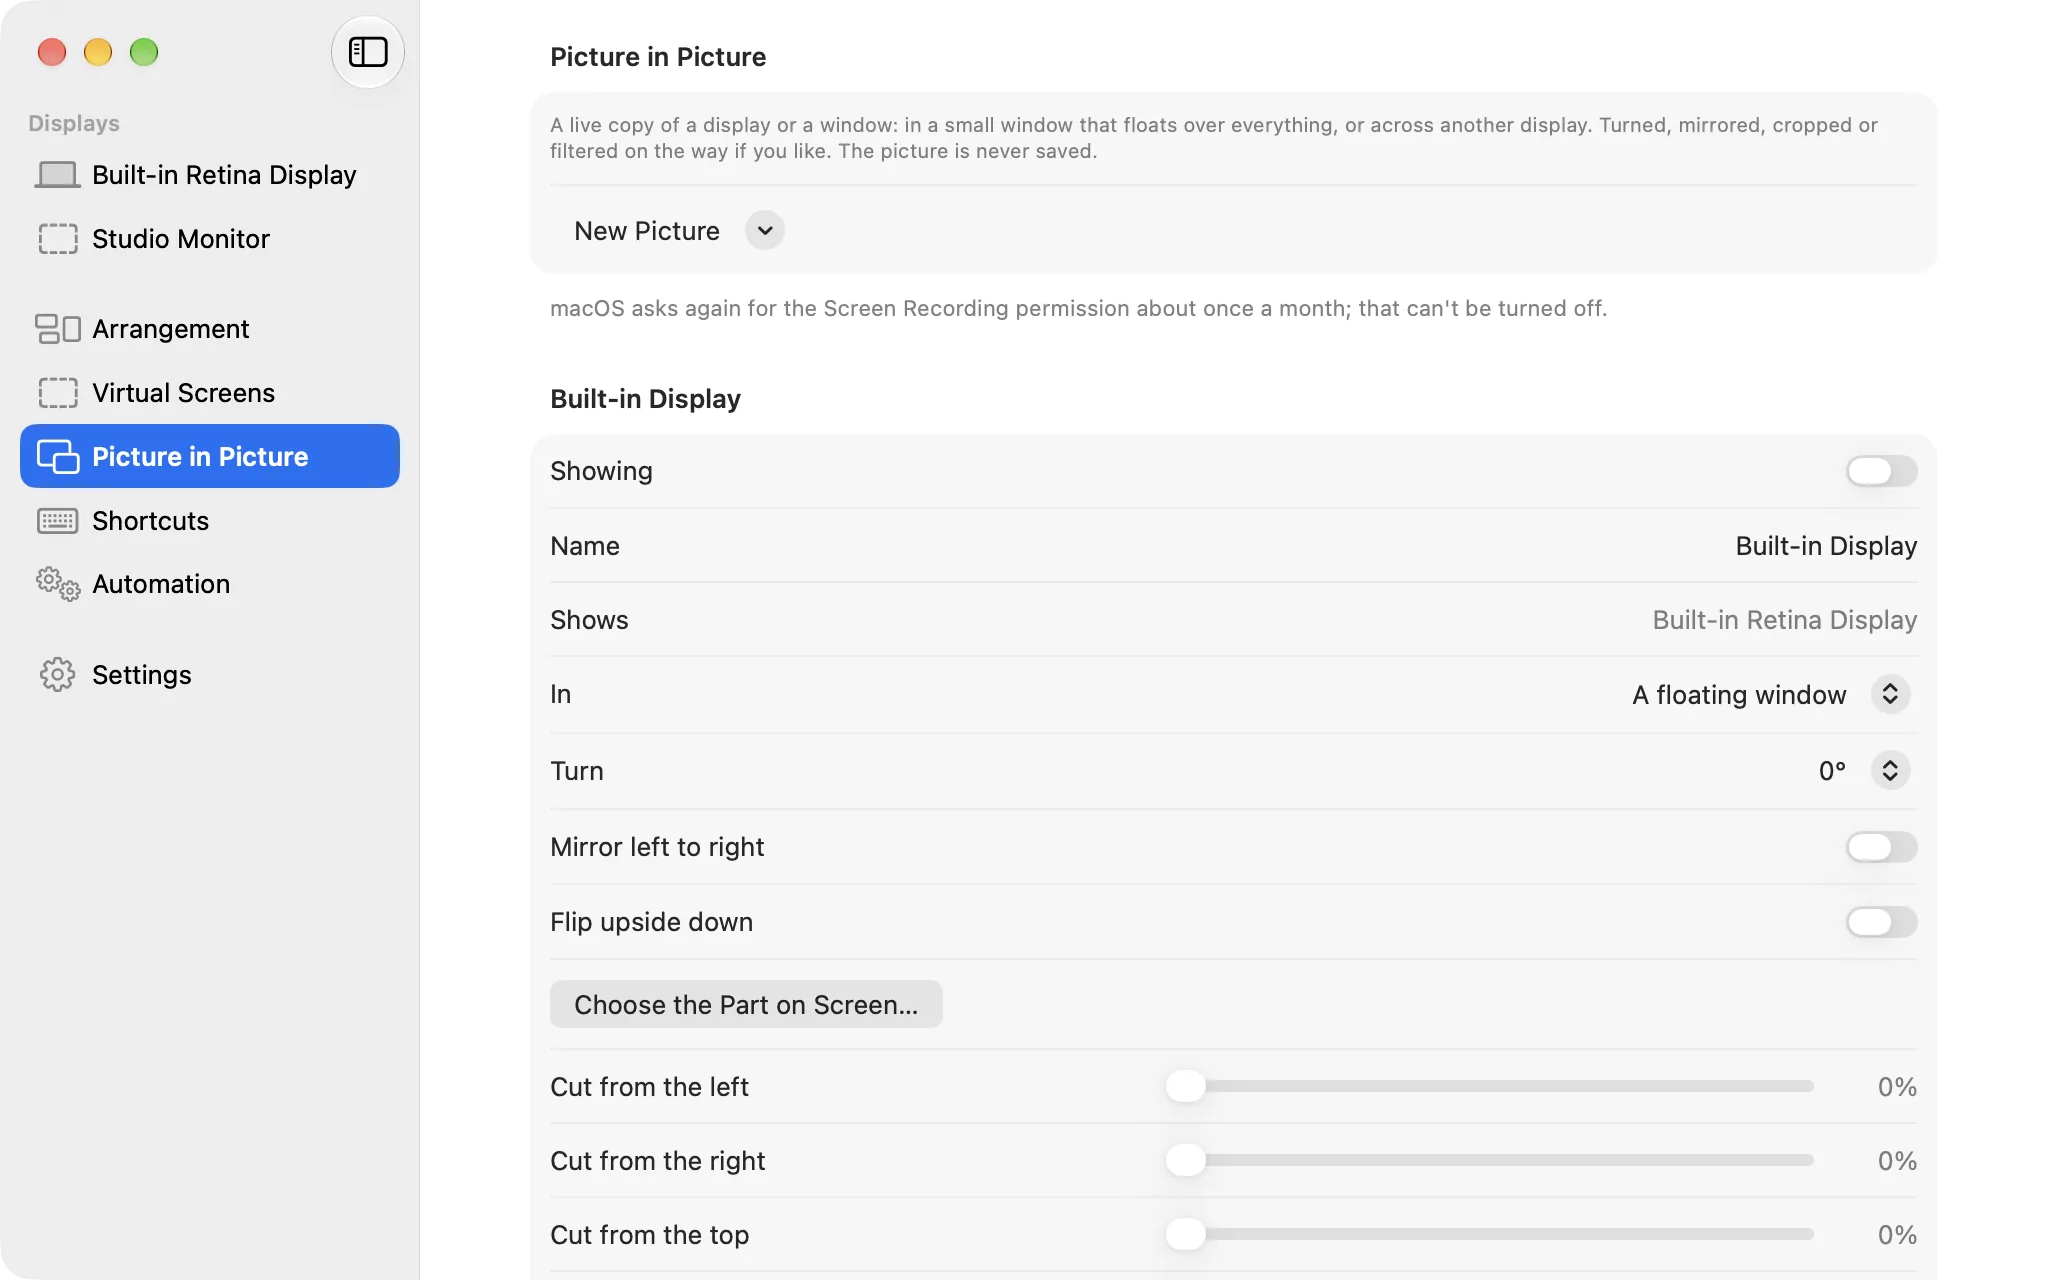 Displays
Built-in Retina Display
Studio Monitor
Arrangement
Virtual Screens
Picture in Picture
Shortcuts
Automation
Settings
Picture in Picture
A live copy of a display or a window: in a small window that floats over everything, or across another display. Turned, mirrored, cropped or
filtered on the way if you like. The picture is never saved.
New Picture
macOS asks again for the Screen Recording permission about once a month; that can't be turned off.
Built-in Display
Showing
Name Built-in Display
Shows Built-in Retina Display
In A floating window
Turn 0°
Mirror left to right
Flip upside down
Choose the Part on Screen...
Cut from the left 0%
Cut from the right 0%
Cut from the top 0%